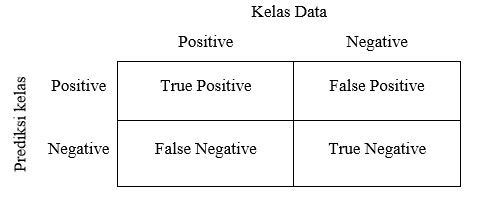 Kelas Data
Positive Negative
Prediksi kelas
Positive True Positive False Positive
Negative False Negative True Negative